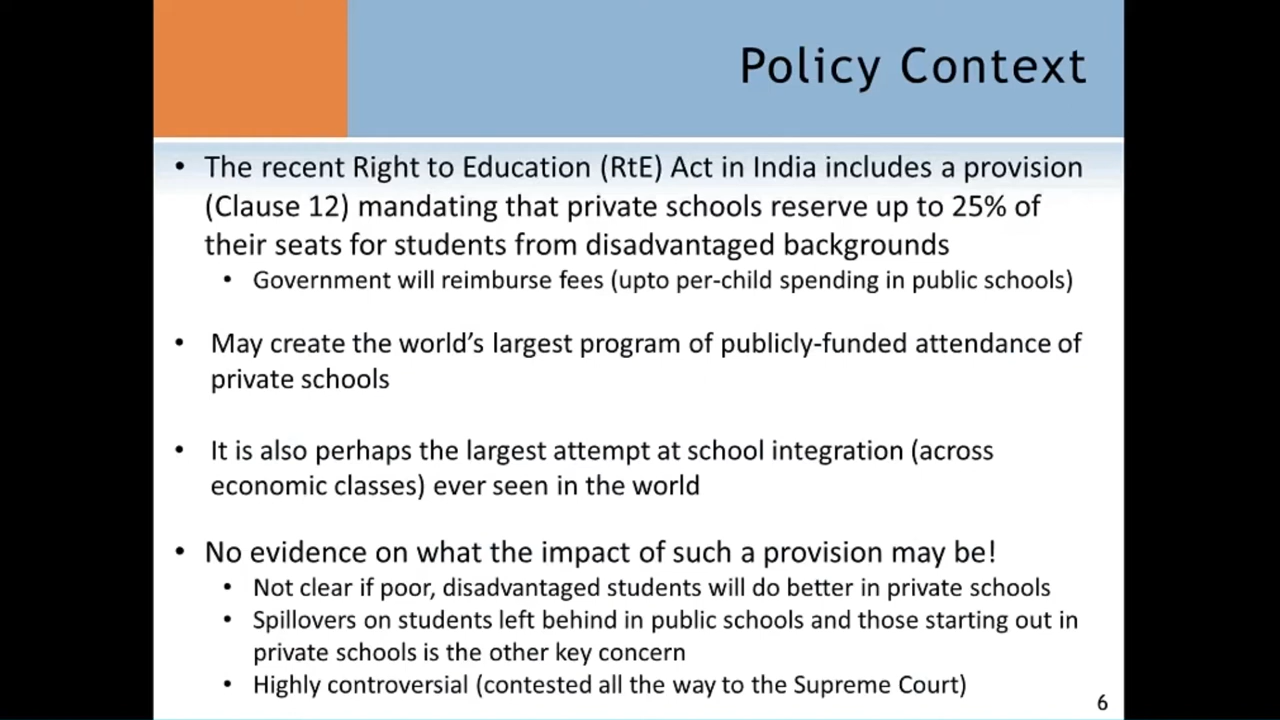 Policy Context
• The recent Right to Education (RtE) Act in India includes a provision
(Clause 12) mandating that private schools reserve up to 25% of
their seats for students from disadvantaged backgrounds
• Government will reimburse fees (upto per-child spending in public schools)
• May create the world's largest program of publicly-funded attendance of
private schools
• It is also perhaps the largest attempt at school integration (across
economic classes) ever seen in the world
• No evidence on what the impact of such a provision may be!
• Not clear if poor, disadvantaged students will do better in private schools
• Spillovers on students left behind in public schools and those starting out in
private schools is the other key concern
• Highly controversial (contested all the way to the Supreme Court)
6